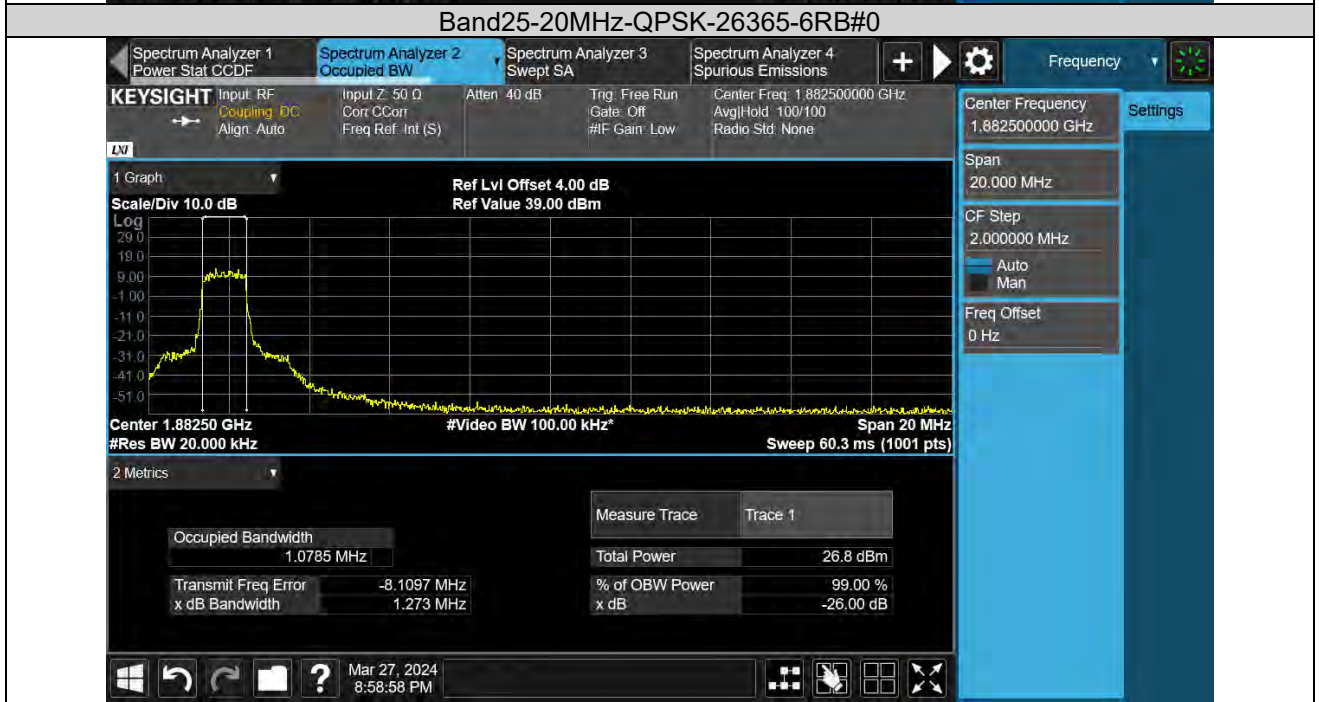 Band25-20MHz-QPSK-26365-6RB#0
Spectrum Analyzer 1
Power Stat CCDF
Spectrum Analyzer 2
Occupied BW
Spectrum Analyzer 3
Swept SA
Spectrum Analyzer 4
Spurious Emissions
Frequency
KEYSIGHT
Input: RF
Coupling: DC
Align: Auto
Input Z: 50 Ω
Corr CCorr
Freq Ref: Int (S)
Atten: 40 dB
Trig: Free Run
Gate: Off
#IF Gain: Low
Center Freq: 1.882500000 GHz
Avg|Hold: 100/100
Radio Std: None
LXI
Center Frequency
1.882500000 GHz
Settings
Span
20.000 MHz
CF Step
2.000000 MHz
Auto
Man
Freq Offset
0 Hz
1 Graph
Scale/Div 10.0 dB
Ref Lvl Offset 4.00 dB
Ref Value 39.00 dBm
Log
29.0
19.0
9.00
-1.00
-11.0
-21.0
-31.0
-41.0
-51.0
Center 1.88250 GHz
#Video BW 100.00 kHz*
Span 20 MHz
#Res BW 20.000 kHz
Sweep 60.3 ms (1001 pts)
2 Metrics
Measure Trace
Trace 1
Occupied Bandwidth
1.0785 MHz
Total Power
26.8 dBm
Transmit Freq Error
-8.1097 MHz
% of OBW Power
99.00 %
x dB Bandwidth
1.273 MHz
x dB
-26.00 dB
Mar 27, 2024
8:58:58 PM